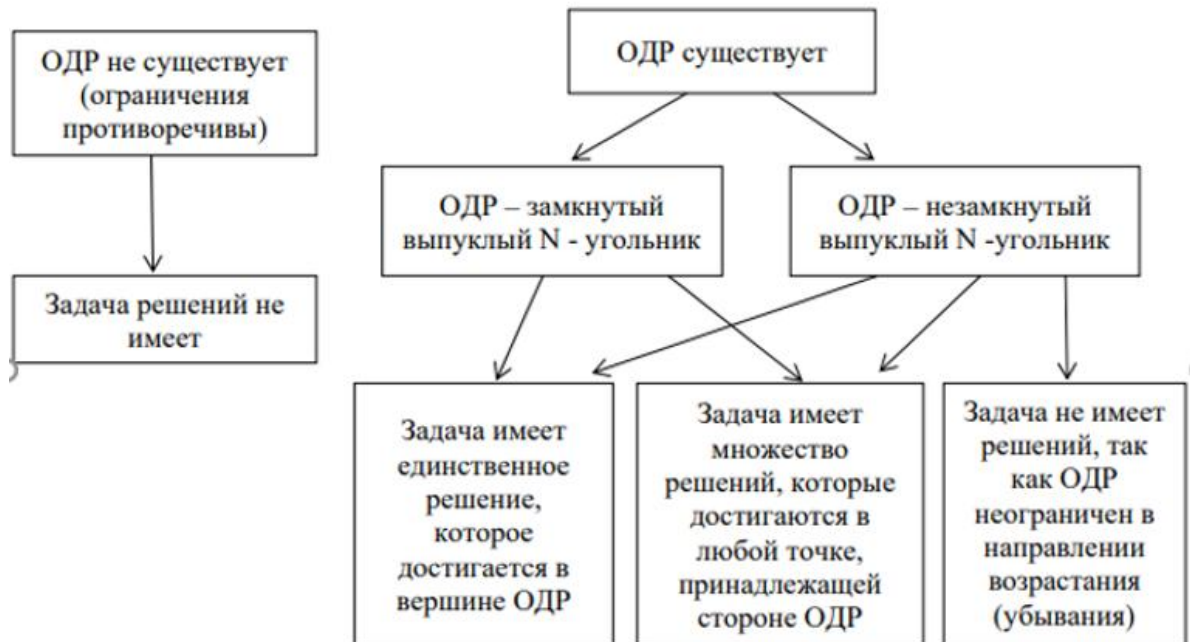 ОДР не существует
(ограничения
противоречивы)
Задача решений не
имеет
ОДР существует
ОДР – замкнутый
выпуклый N - угольник
ОДР – незамкнутый
выпуклый N -угольник
Задача имеет
единственное
решение,
которое
достигается в
вершине ОДР
Задача имеет
множество
решений, которые
достигаются в
любой точке,
принадлежащей
стороне ОДР
Задача не имеет
решений, так
как ОДР
неограничен в
направлении
возрастания
(убывания)